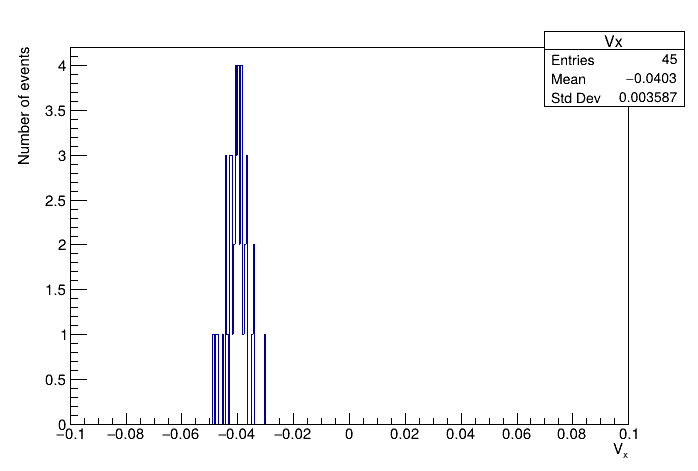 Vx
Entries 45
Mean −0.0403
Std Dev 0.003587
Number of events
4
3.5
3
2.5
2
1.5
1
0.5
0
−0.1 −0.08 −0.06 −0.04 −0.02 0 0.02 0.04 0.06 0.08 0.1
Vx